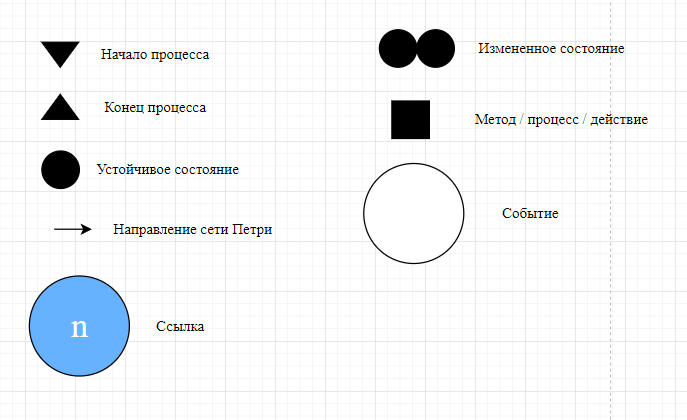 Начало процесса
Конец процесса
Устойчивое состояние
Направление сети Петри
n
Ссылка
Измененное состояние
Метод / процесс / действие
Событие